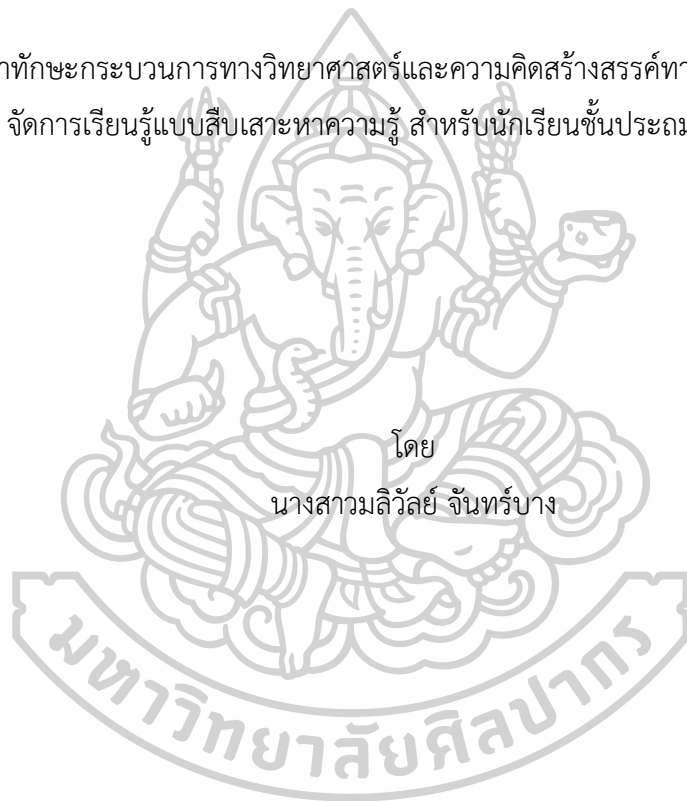 าทักษะกระบวนการทางวิทยาศาสตร์และความคิดสร้างสรรค์ทา
จัดการเรียนรู้แบบสืบเสาะหาความรู้ สำหรับนักเรียนชั้นประถม
โดย
นางสาวมลิวัลย์ จันทร์บาง
มหาวิทยาลัยศิลปากร